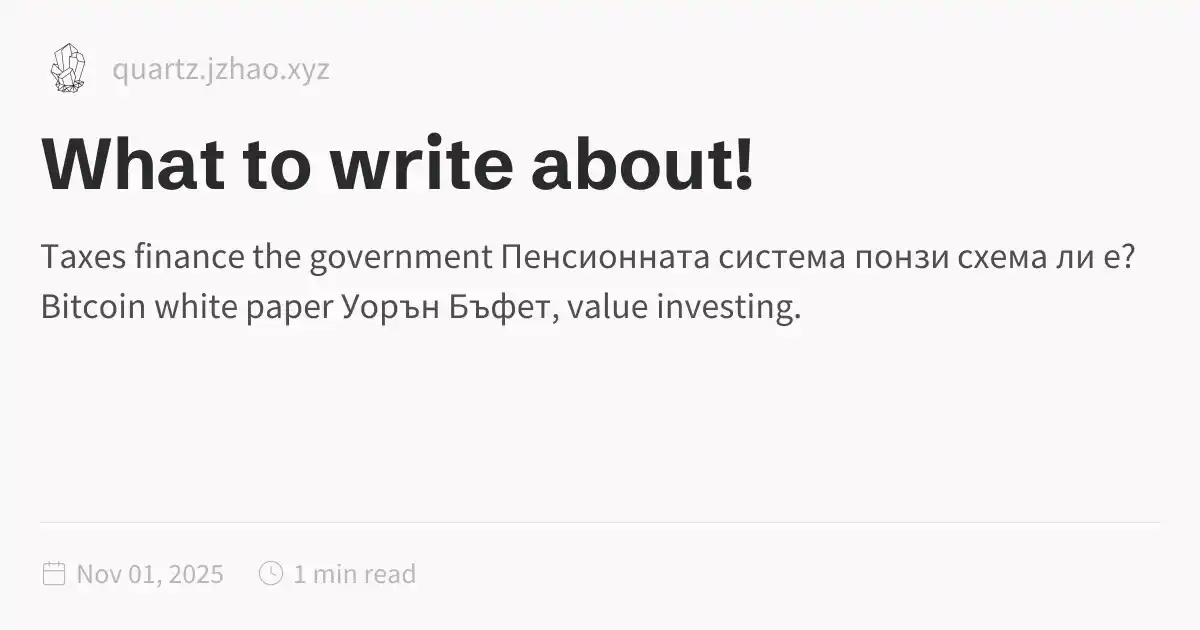 quartz.jzhao.xyz
What to write about!
Taxes finance the government Пенсионната система понзи схема ли е?
Bitcoin white paper Уорън Бъфет, value investing.
Nov 01, 2025 1 min read